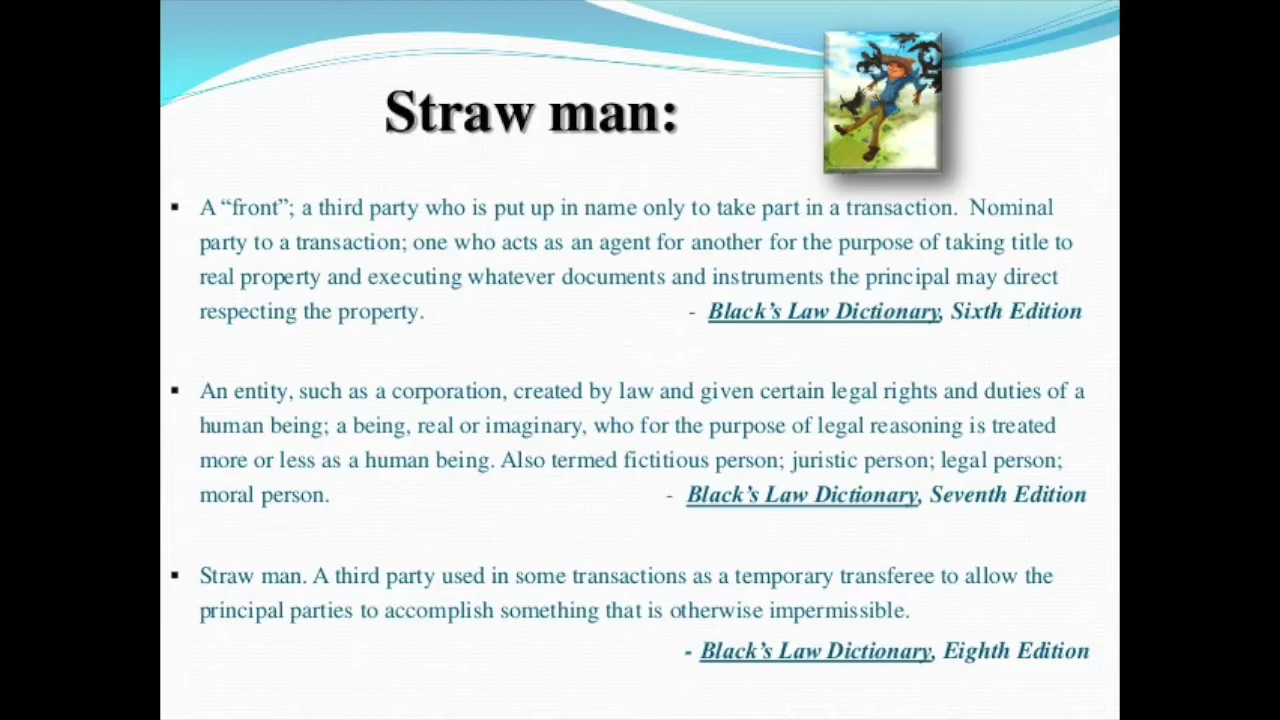 Straw man:
▪ A “front”; a third party who is put up in name only to take part in a transaction.  Nominal
party to a transaction; one who acts as an agent for another for the purpose of taking title to
real property and executing whatever documents and instruments the principal may direct
respecting the property. - Black’s Law Dictionary, Sixth Edition
▪ An entity, such as a corporation, created by law and given certain legal rights and duties of a
human being; a being, real or imaginary, who for the purpose of legal reasoning is treated
more or less as a human being. Also termed fictitious person; juristic person; legal person;
moral person. - Black’s Law Dictionary, Seventh Edition
▪ Straw man. A third party used in some transactions as a temporary transferee to allow the
principal parties to accomplish something that is otherwise impermissible.
- Black’s Law Dictionary, Eighth Edition